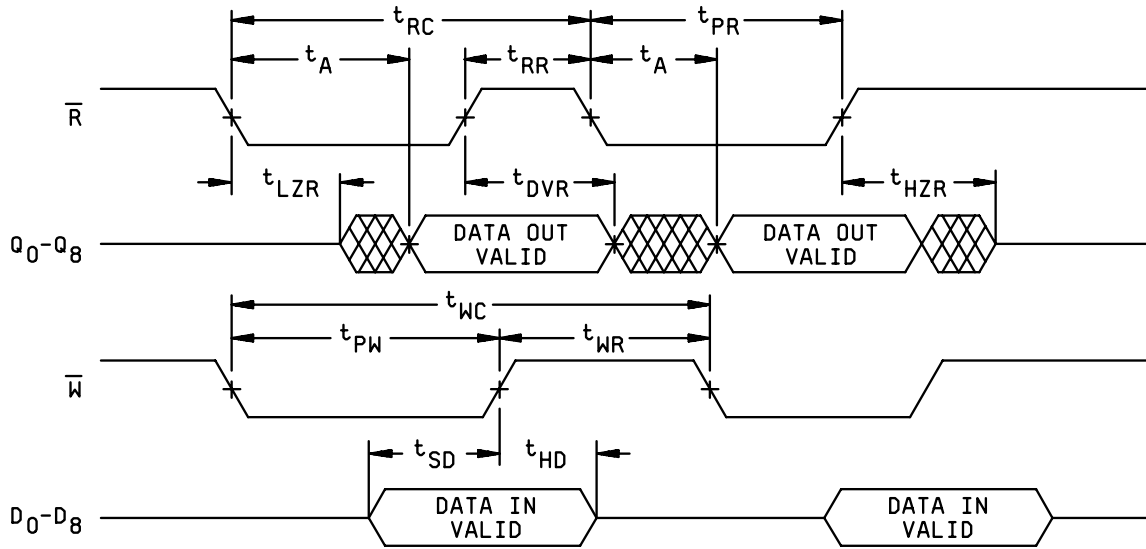 t_RC t_PR
t_A t_RR t_A
R̅
t_LZR t_DVR t_HZR
Q_0-Q_8 DATA OUT VALID DATA OUT VALID
t_WC
t_PW t_WR
W̅
t_SD t_HD
D_0-D_8 DATA IN VALID DATA IN VALID